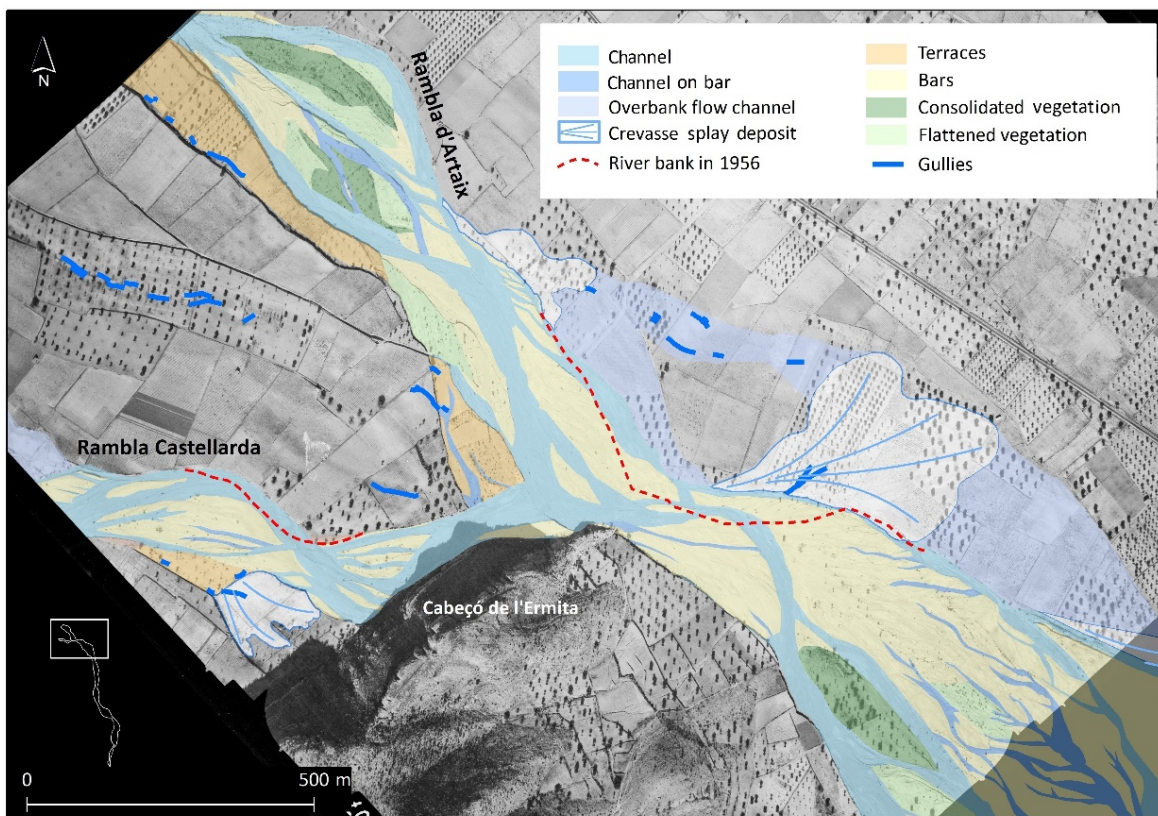 N
Rambla d'Artaix
Channel
Channel on bar
Overbank flow channel
Crevasse splay deposit
River bank in 1956
Terraces
Bars
Consolidated vegetation
Flattened vegetation
Gullies
Rambla Castellarda
Cabeçó de l'Ermita
0
500 m